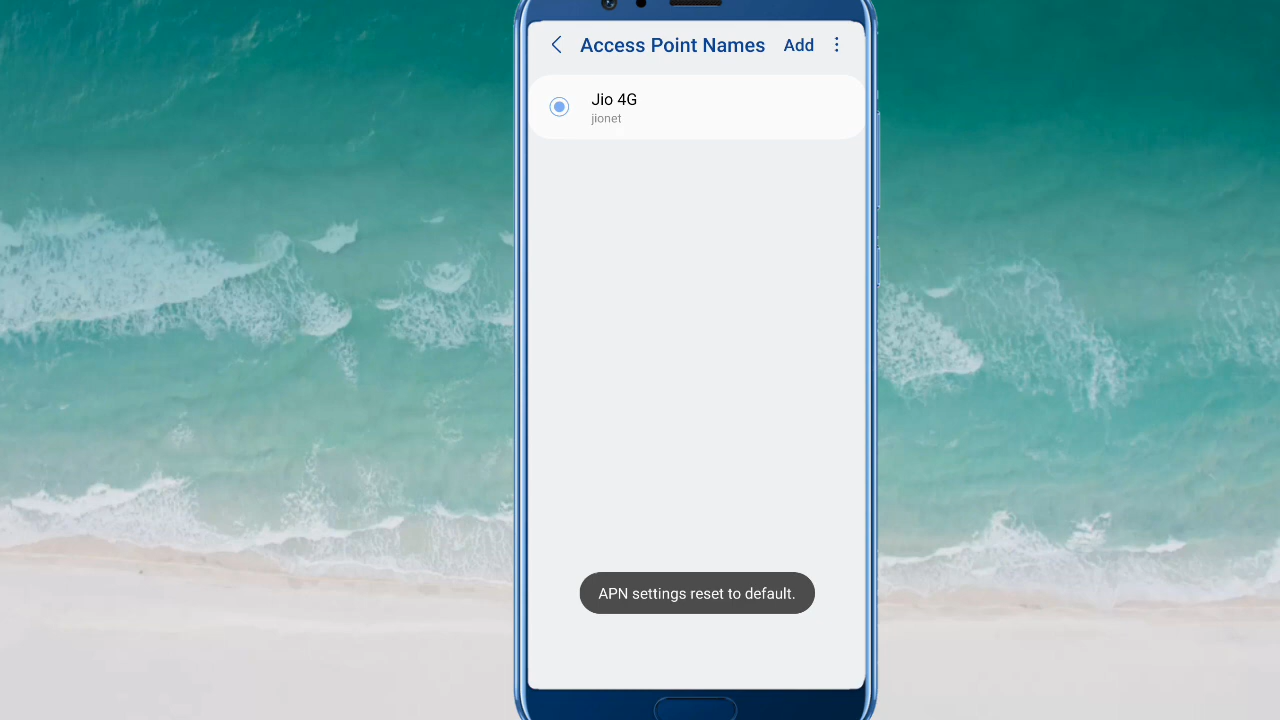 Access Point Names Add
Jio 4G
jionet
APN settings reset to default.